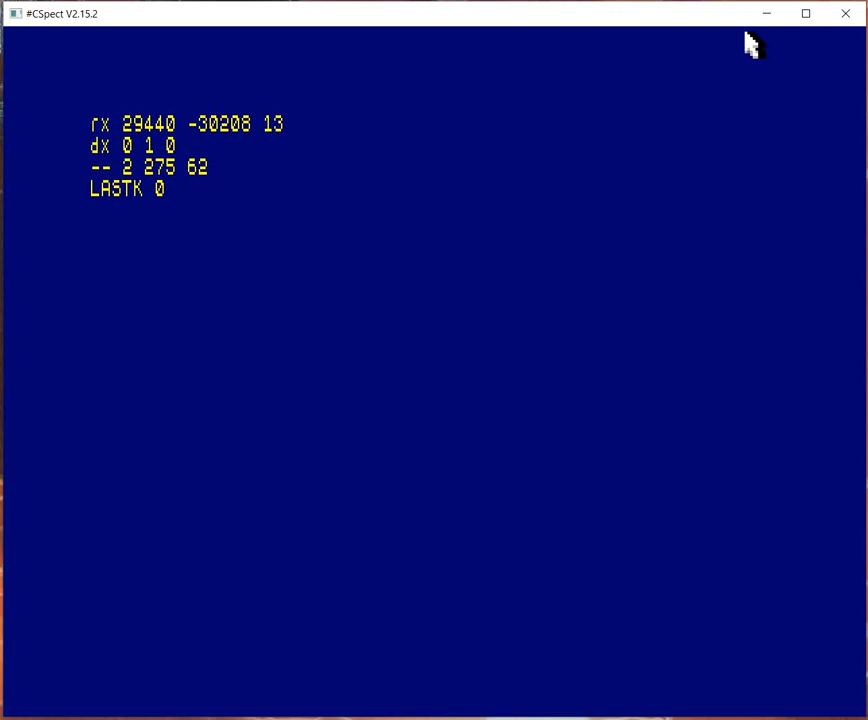 #CSpect V2.15.2
rx 29440 -30208 13
dx 0 1 0
-- 2 275 62
LASTK 0